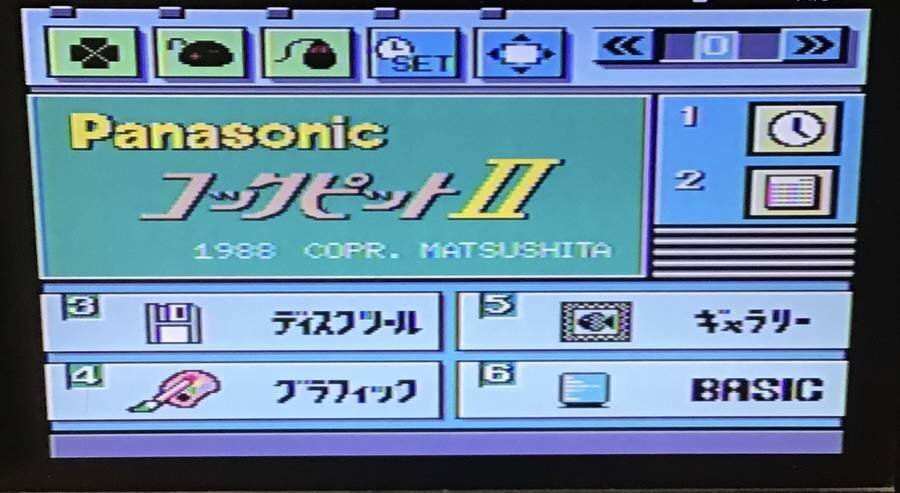 SET
<< 0 >>
Panasonic
コックピットII
1988 COPR. MATSUSHITA
1
2
3 ディスクツール
4 グラフィック
5 ギャラリー
6 BASIC